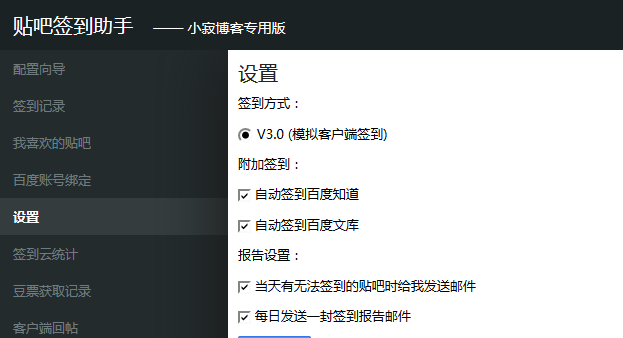 贴吧签到助手 —— 小寂博客专用版
配置向导
签到记录
我喜欢的贴吧
百度账号绑定
设置
签到云统计
豆票获取记录
客户端回帖
设置
签到方式：
V3.0 (模拟客户端签到)
附加签到：
自动签到百度知道
自动签到百度文库
报告设置：
当天有无法签到的贴吧时给我发送邮件
每日发送一封签到报告邮件